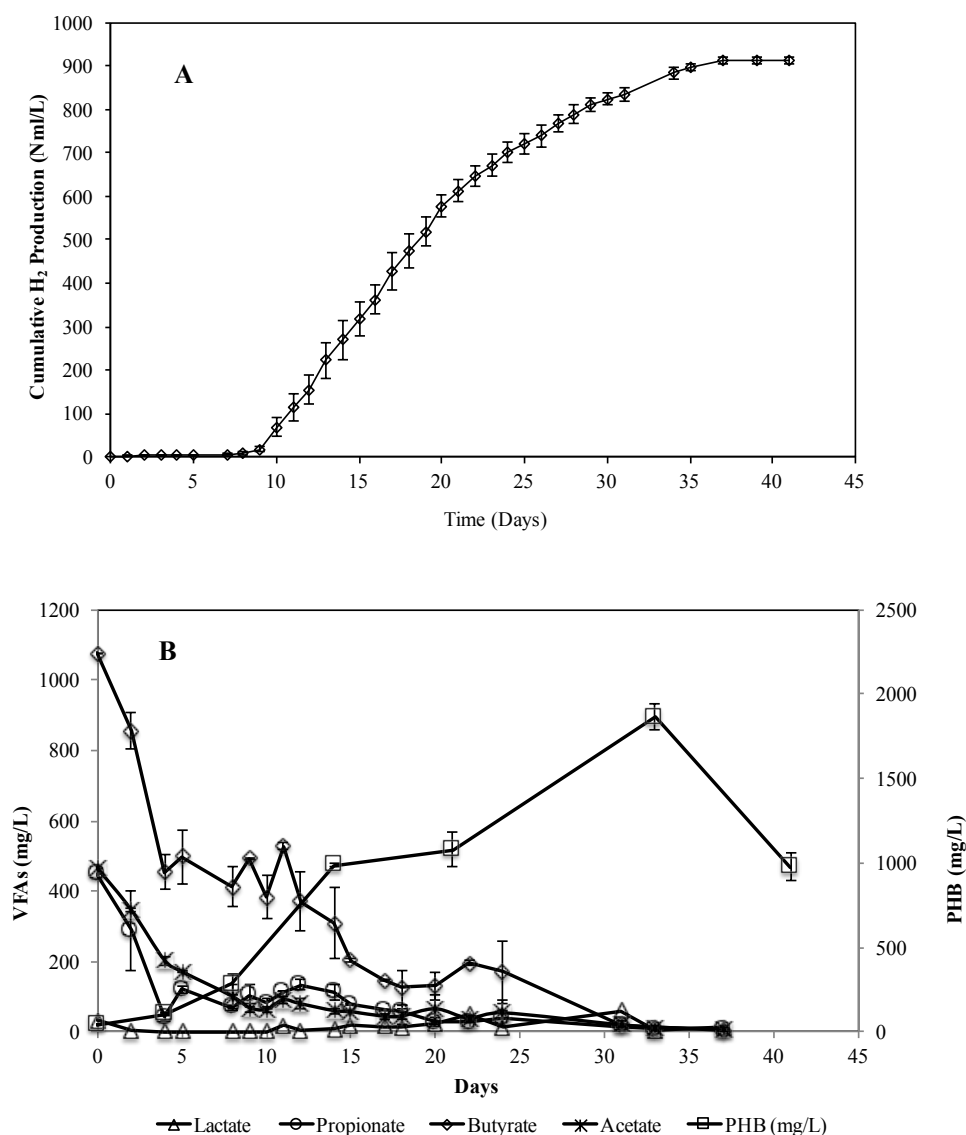 A
Cumulative H₂ Production (Nml/L)
1000
900
800
700
600
500
400
300
200
100
0
0 5 10 15 20 25 30 35 40 45
Time (Days)
B
VFAs (mg/L)
1200
1000
800
600
400
200
0
PHB (mg/L)
2500
2000
1500
1000
500
0
0 5 10 15 20 25 30 35 40 45
Days
Lactate Propionate Butyrate Acetate PHB (mg/L)